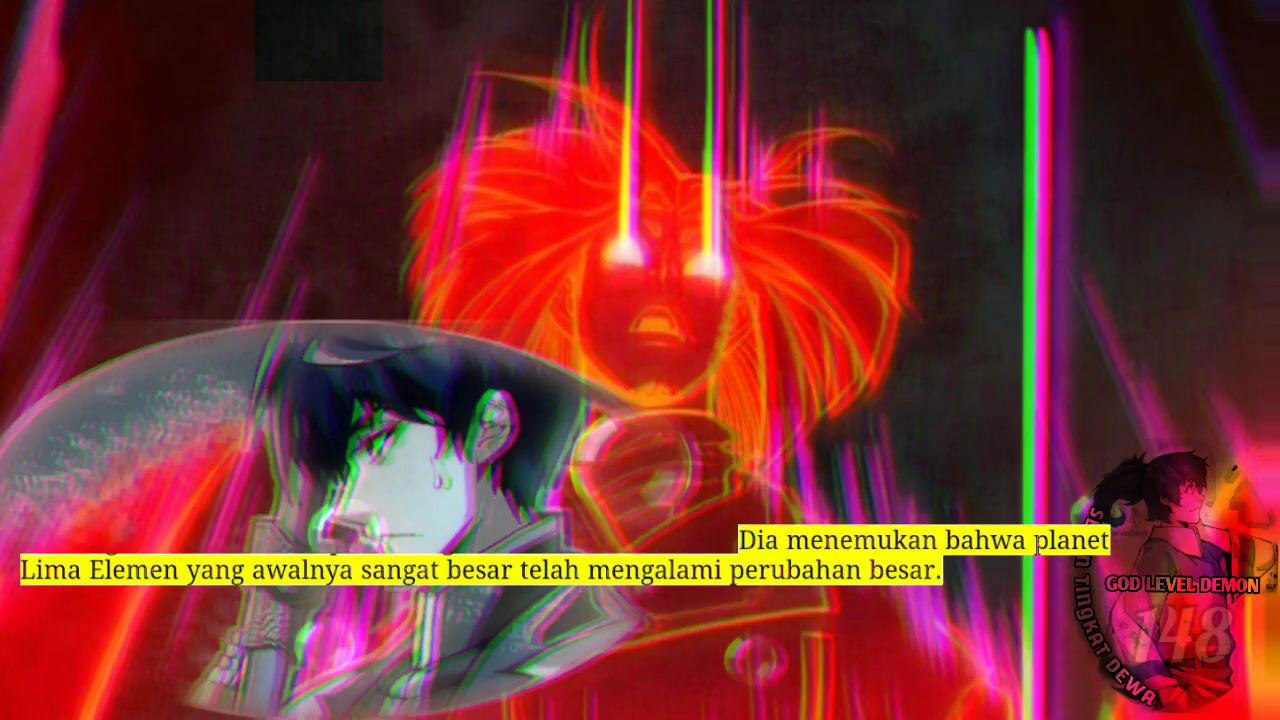 Dia menemukan bahwa planet
Lima Elemen yang awalnya sangat besar telah mengalami perubahan besar.
GOD LEVEL DEMON
148
TINGKAT DEWA